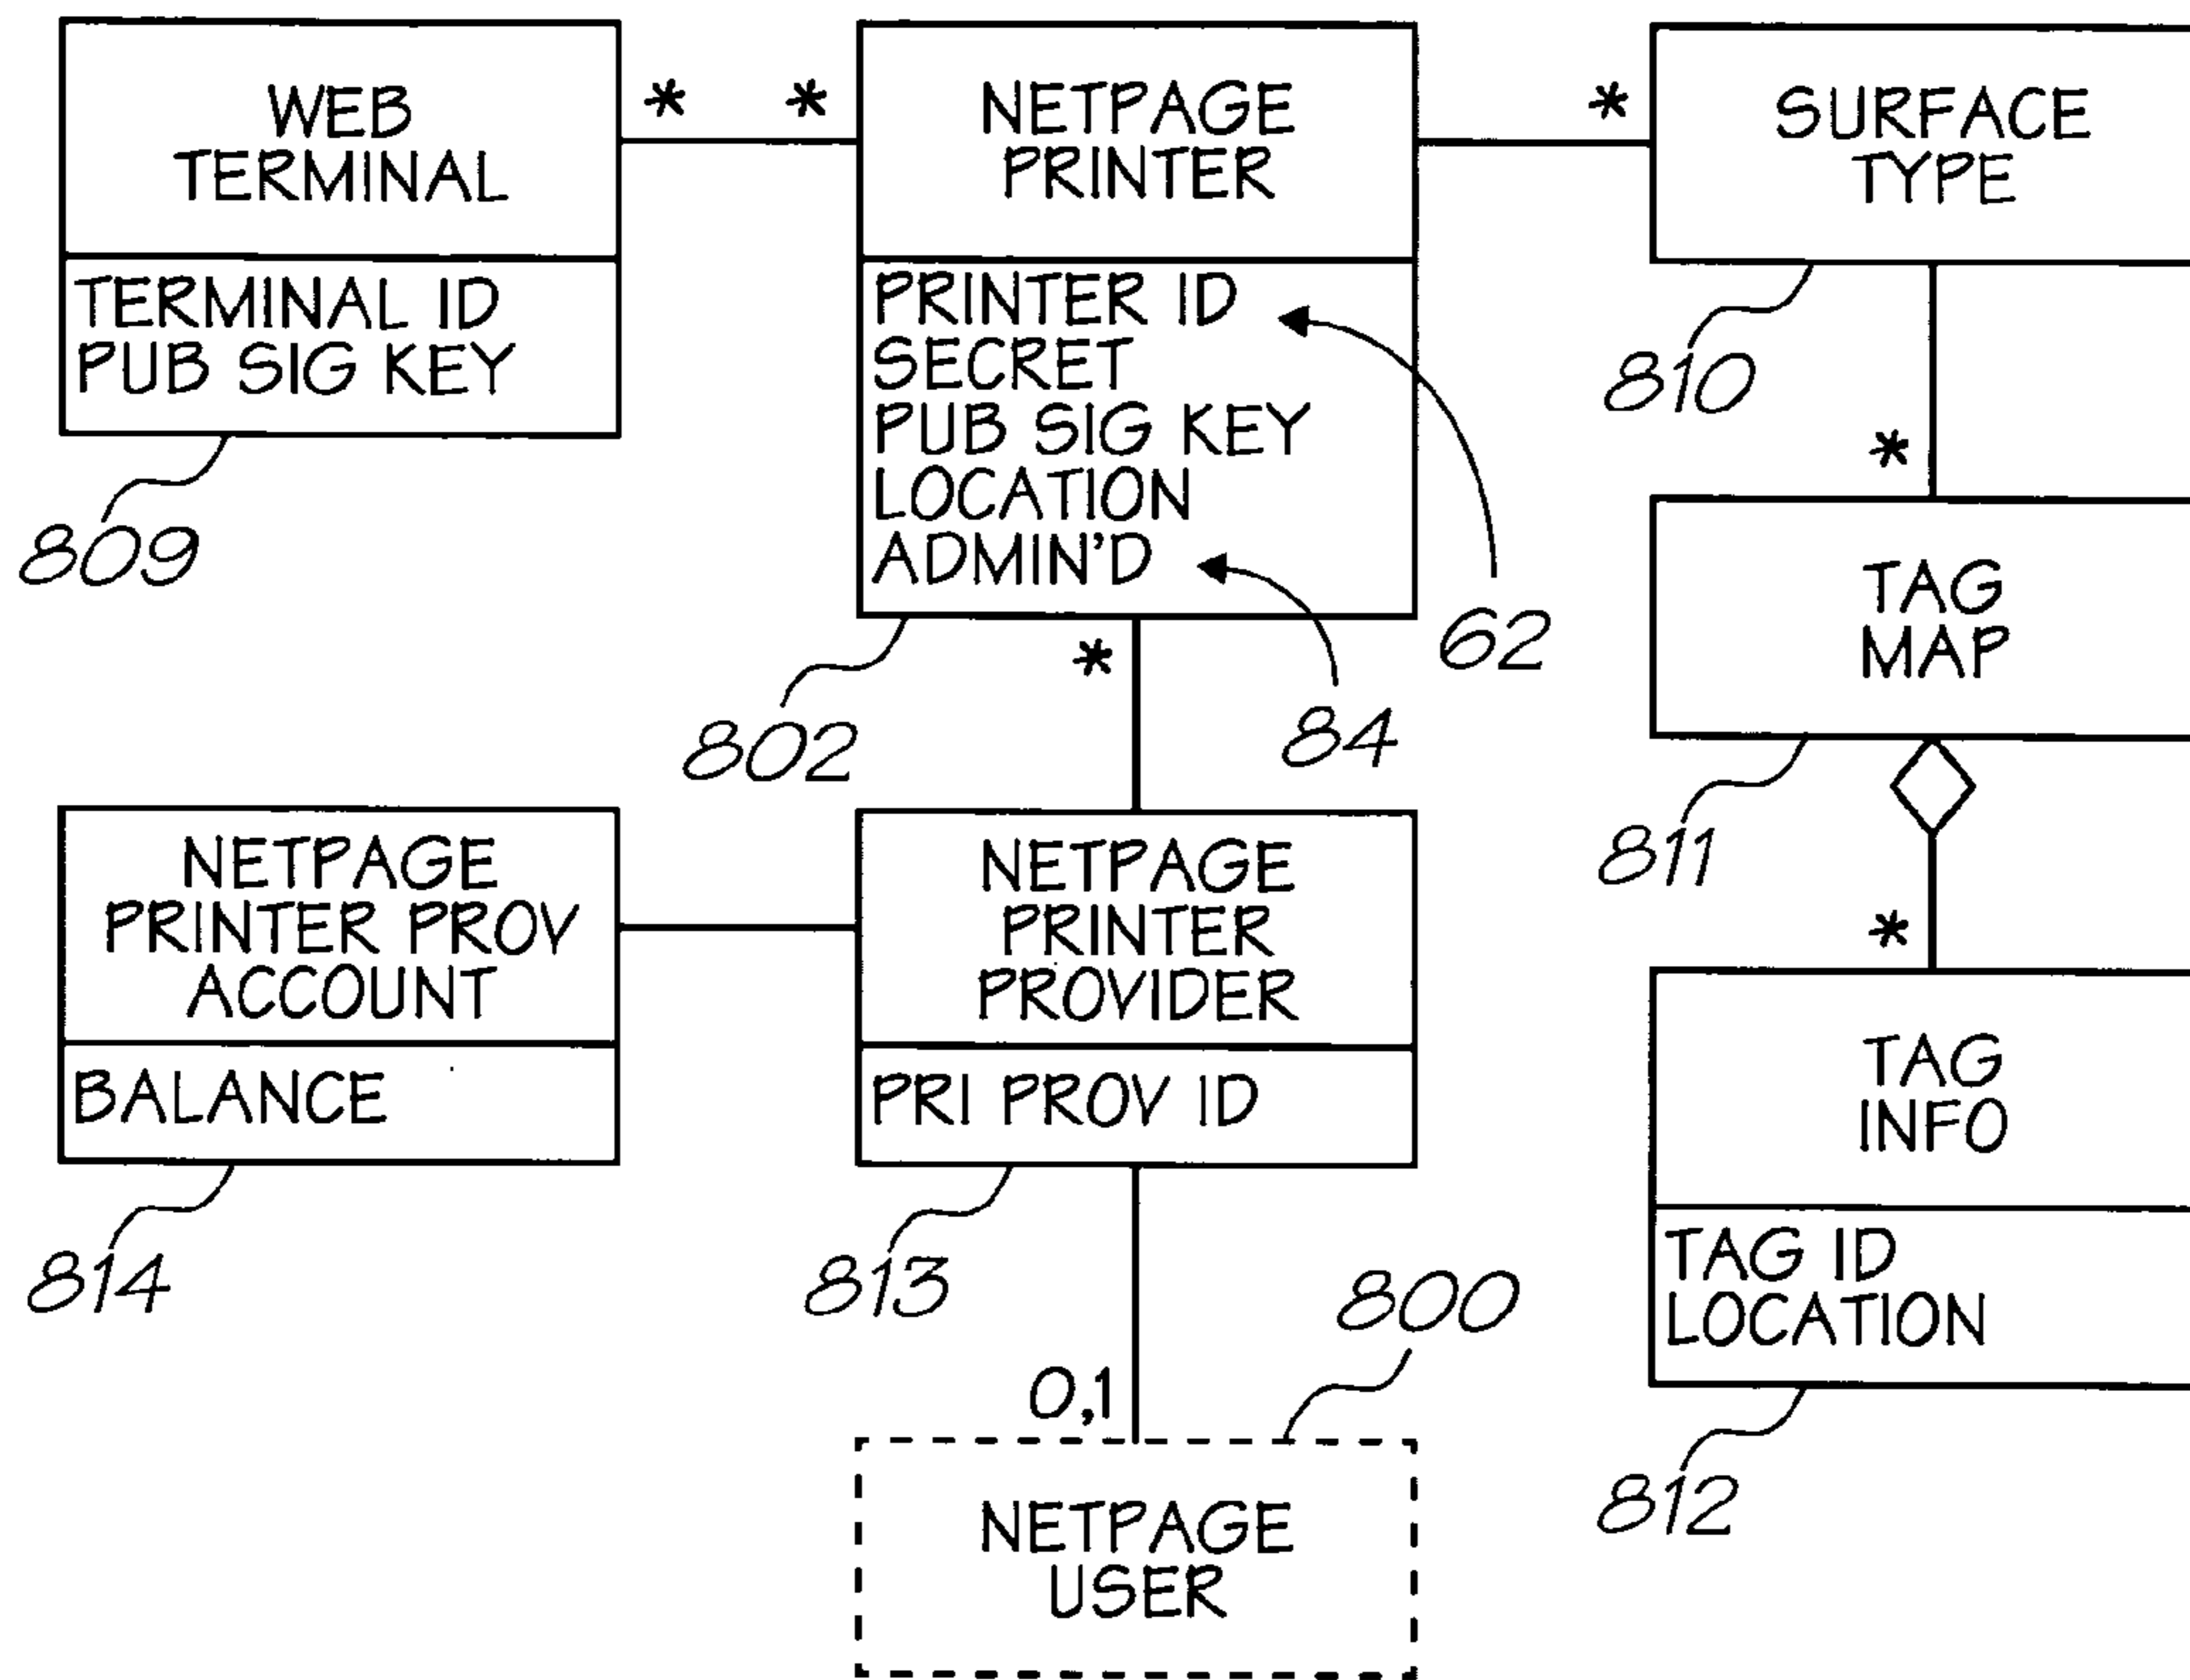 WEB
TERMINAL
TERMINAL ID
PUB SIG KEY
809
*
*
NETPAGE
PRINTER
PRINTER ID
SECRET
PUB SIG KEY
LOCATION
ADMIN'D
62
84
802
*
*
SURFACE
TYPE
810
*
TAG
MAP
811
*
TAG
INFO
TAG ID
LOCATION
812
NETPAGE
PRINTER PROV
ACCOUNT
BALANCE
814
NETPAGE
PRINTER
PROVIDER
PRI PROV ID
813
800
0,1
NETPAGE
USER